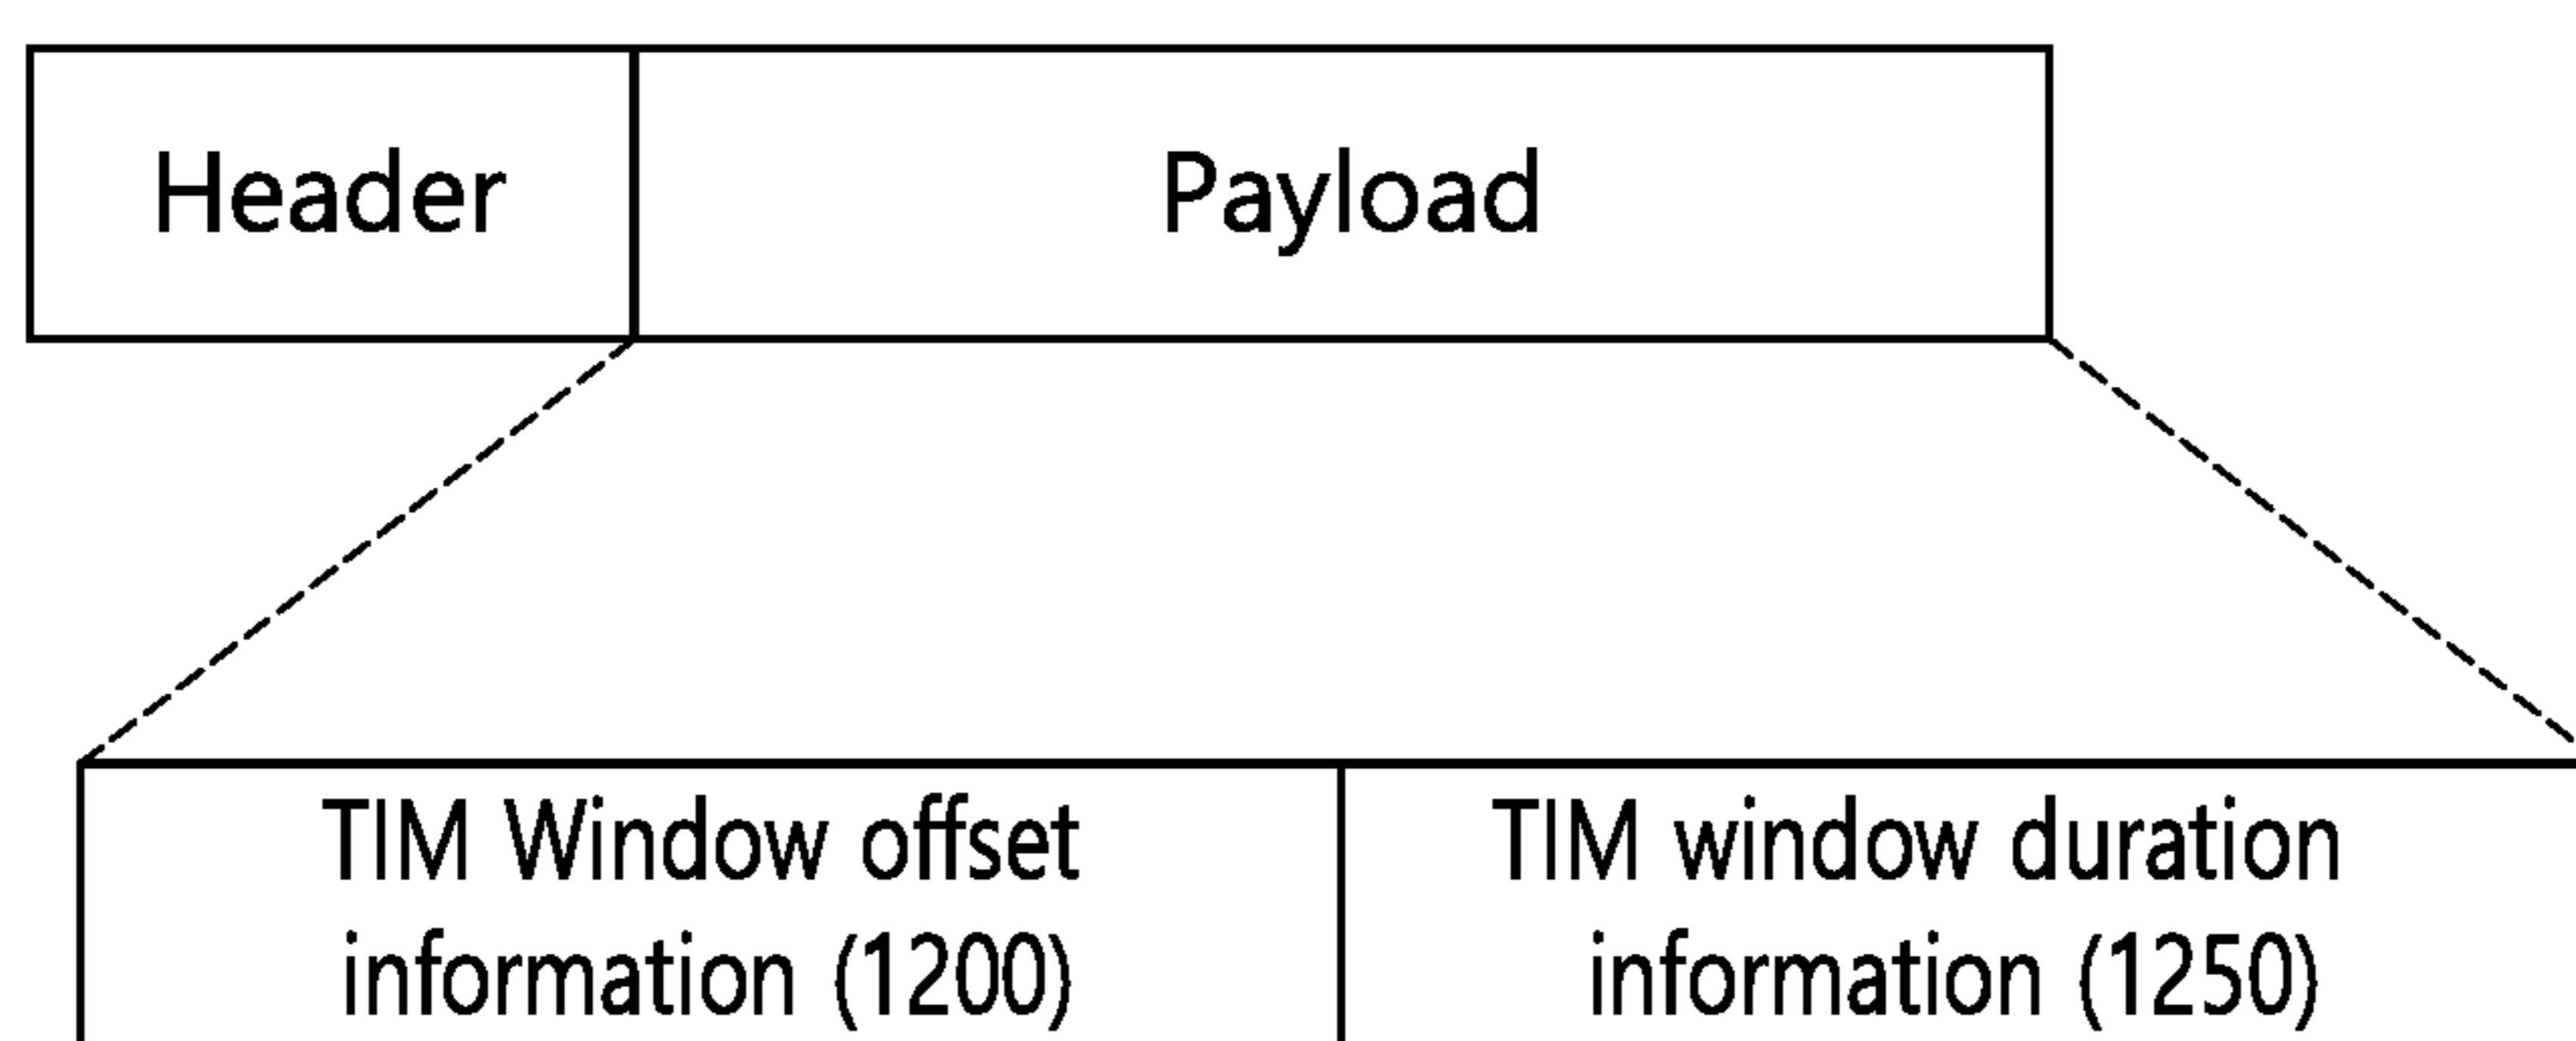 Header
Payload
TIM Window offset
information (1200)
TIM window duration
information (1250)